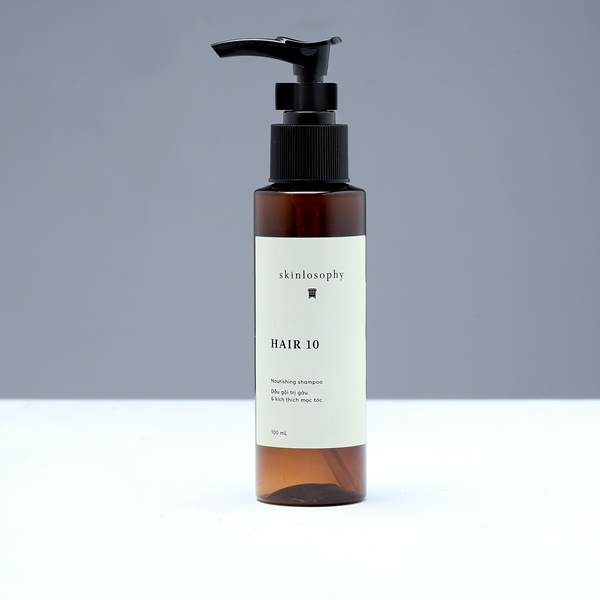 skinlosophy
HAIR 10
Nourishing shampoo
Dầu gội trị gàu
& kích thích mọc tóc
100 mL